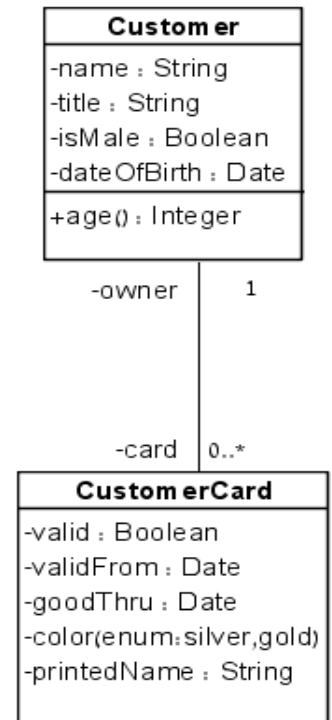 Customer
-name : String
-title : String
-isMale : Boolean
-dateOfBirth : Date
+age() : Integer
-owner 1
-card 0..*
CustomerCard
-valid : Boolean
-validFrom : Date
-goodThru : Date
-color(enum:silver,gold)
-printedName : String